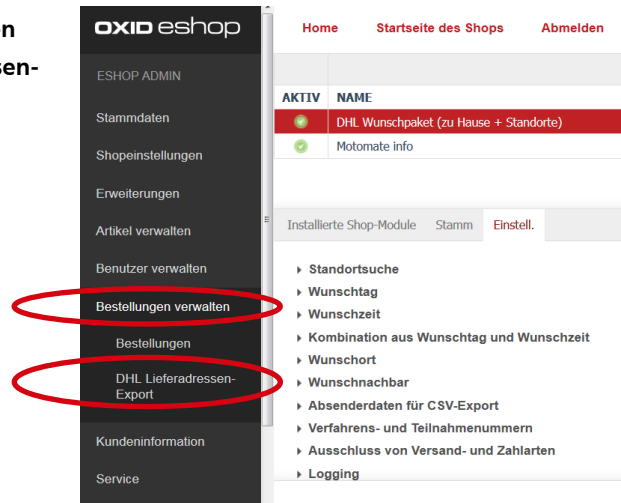 en
sen-
OXID eshop
ESHOP ADMIN
Stammdaten
Shopeinstellungen
Erweiterungen
Artikel verwalten
Benutzer verwalten
Bestellungen verwalten
Bestellungen
DHL Lieferadressen-
Export
Kundeninformation
Service
Home Startseite des Shops Abmelden
AKTIV NAME
DHL Wunschpaket (zu Hause + Standorte)
Motomate info
Installierte Shop-Module Stamm Einstell.
Standortsuche
Wunschtag
Wunschzeit
Kombination aus Wunschtag und Wunschzeit
Wunschort
Wunschnachbar
Absenderdaten für CSV-Export
Verfahrens- und Teilnahmenummern
Ausschluss von Versand- und Zahlarten
Logging